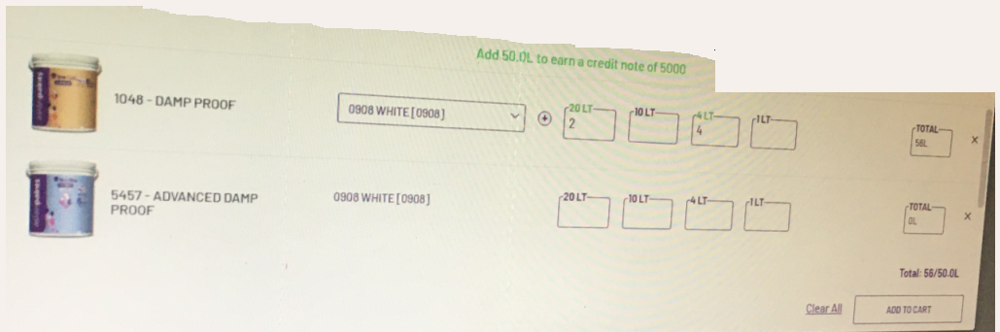 Add 50.0L to earn a credit note of 5000
1048 - DAMP PROOF
0908 WHITE [0908]
20 LT
2
10 LT
4 LT
4
1 LT
TOTAL
56L
X
5457 - ADVANCED DAMP
PROOF
0908 WHITE [0908]
20 LT
10 LT
4 LT
1 LT
TOTAL
0L
X
Total: 56/50.0L
Clear All
ADD TO CART